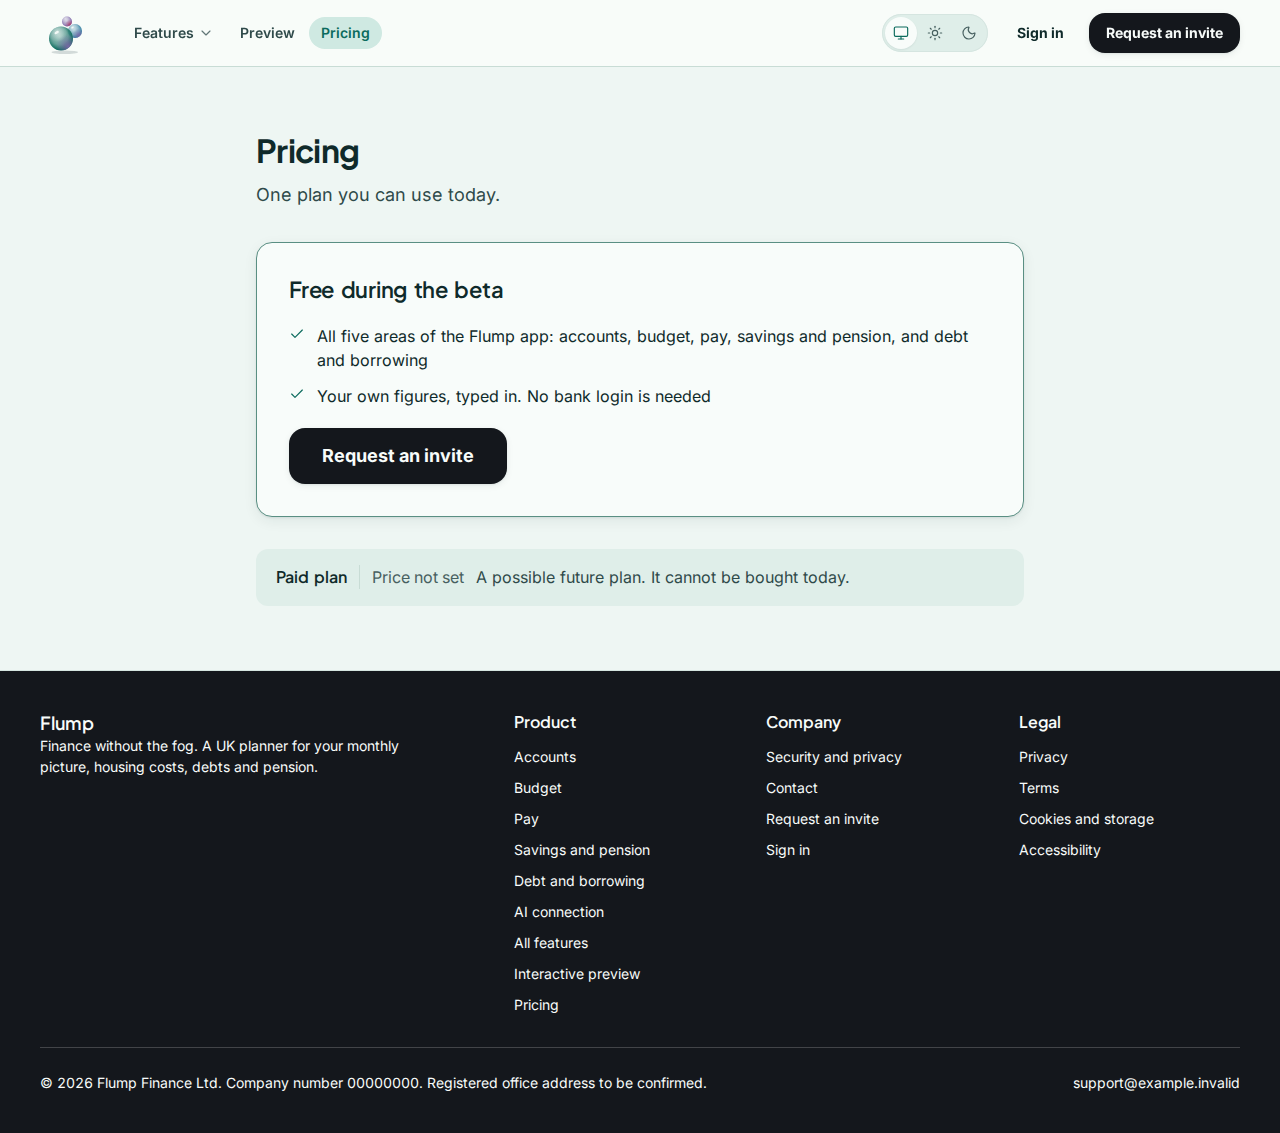 Features
Preview
Pricing
Sign in
Request an invite
Pricing
One plan you can use today.
Free during the beta
All five areas of the Flump app: accounts, budget, pay, savings and pension, and debt
and borrowing
Your own figures, typed in. No bank login is needed
Request an invite
Paid plan
Price not set
A possible future plan. It cannot be bought today.
Flump
Finance without the fog. A UK planner for your monthly
picture, housing costs, debts and pension.
Product
Accounts
Budget
Pay
Savings and pension
Debt and borrowing
AI connection
All features
Interactive preview
Pricing
Company
Security and privacy
Contact
Request an invite
Sign in
Legal
Privacy
Terms
Cookies and storage
Accessibility
© 2026 Flump Finance Ltd. Company number 00000000. Registered office address to be confirmed.
support@example.invalid